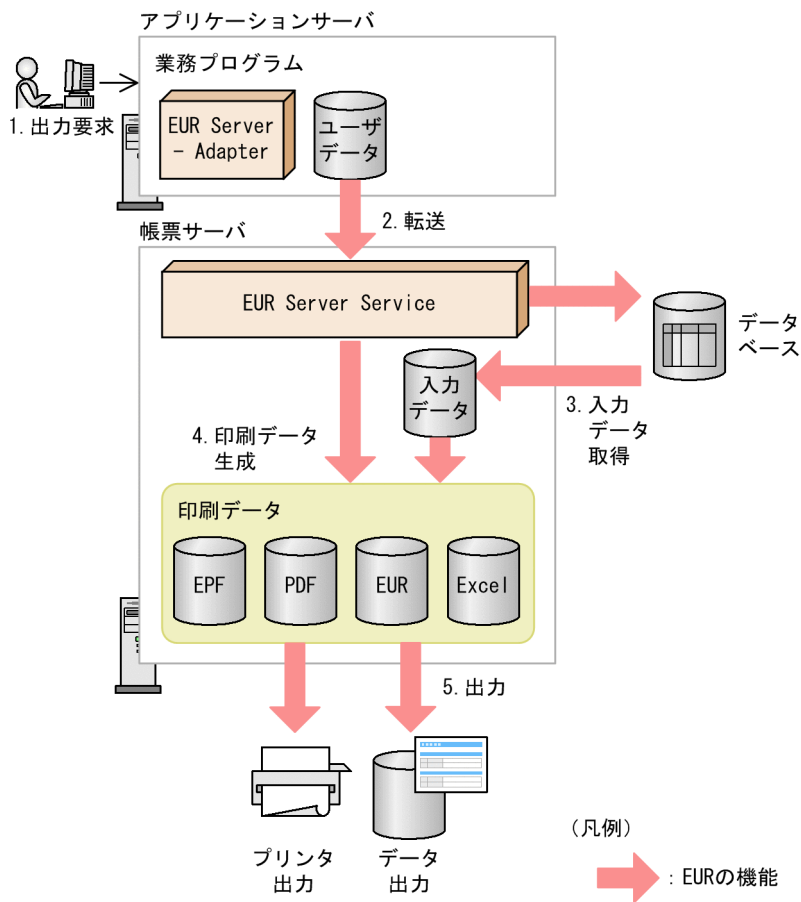 アプリケーションサーバ
業務プログラム
1. 出力要求
EUR Server
− Adapter
ユーザ
データ
2. 転送
帳票サーバ
EUR Server Service
データ
ベース
入力
データ
3. 入力
データ
取得
4. 印刷データ
生成
印刷データ
EPF
PDF
EUR
Excel
5. 出力
プリンタ
出力
データ
出力
（凡例）
: EURの機能